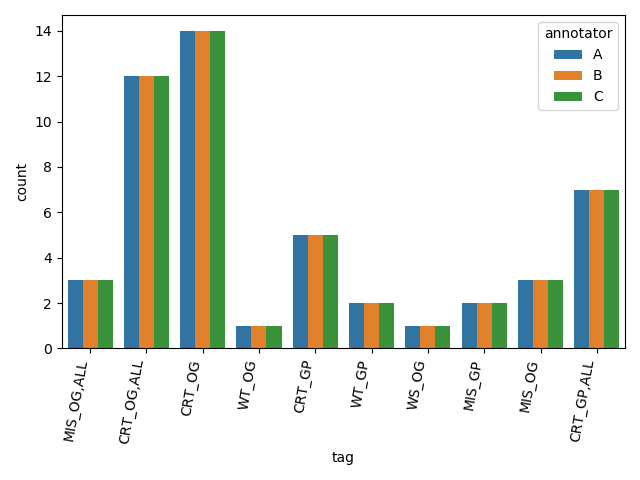 annotator
A
B
C
count
14
12
10
8
6
4
2
0
MIS_OG,ALL
CRT_OG,ALL
CRT_OG
WT_OG
CRT_GP
WT_GP
WS_OG
MIS_GP
MIS_OG
CRT_GP,ALL
tag